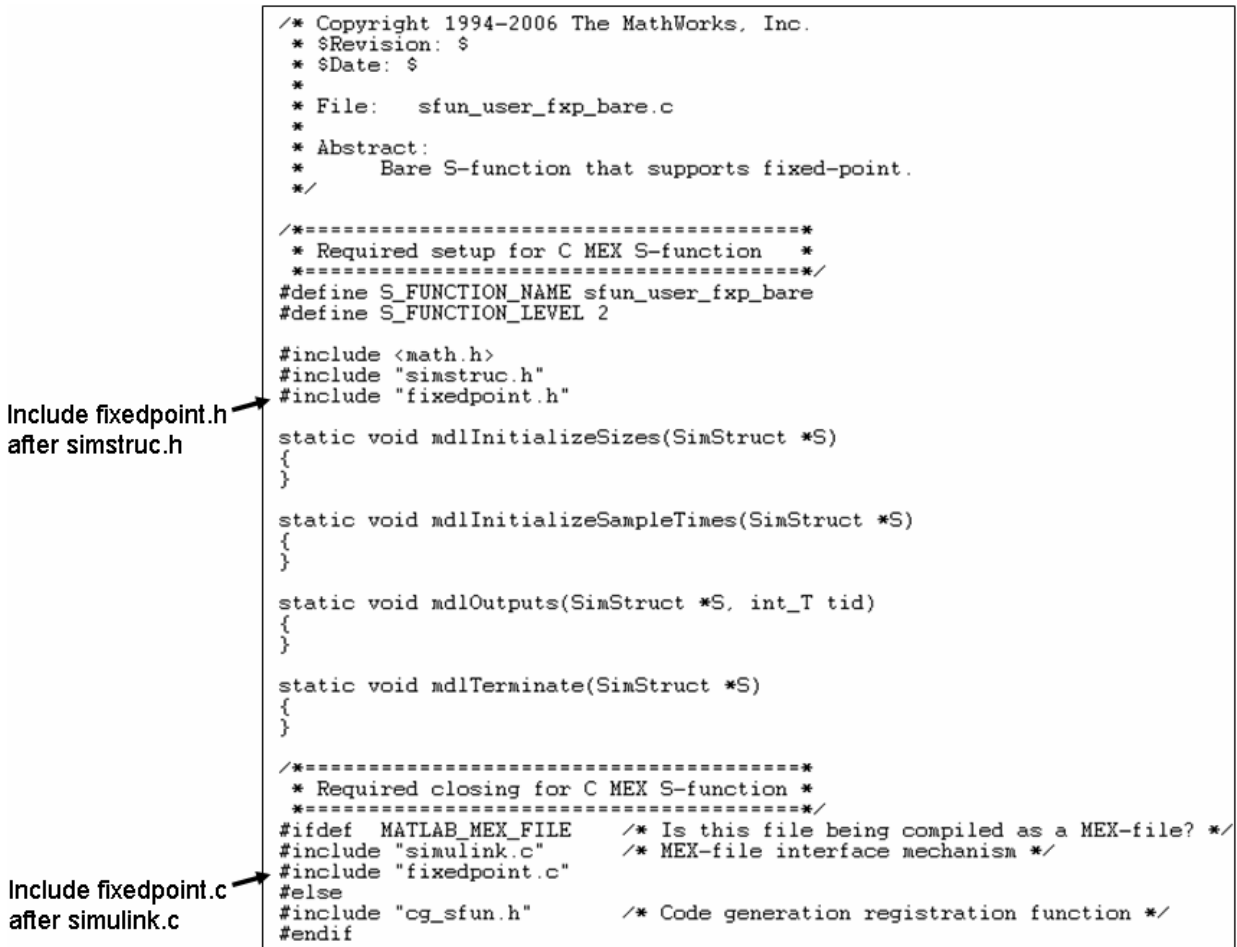 /* Copyright 1994-2006 The MathWorks, Inc.
 * $Revision: $
 * $Date: $
 *
 * File:   sfun_user_fxp_bare.c
 *
 * Abstract:
 *      Bare S-function that supports fixed-point.
 */

/*=======================================*
 * Required setup for C MEX S-function   *
 *=======================================*/
#define S_FUNCTION_NAME sfun_user_fxp_bare
#define S_FUNCTION_LEVEL 2

#include <math.h>
#include "simstruc.h"
#include "fixedpoint.h"
Include fixedpoint.h
after simstruc.h

static void mdlInitializeSizes(SimStruct *S)
{
}

static void mdlInitializeSampleTimes(SimStruct *S)
{
}

static void mdlOutputs(SimStruct *S, int_T tid)
{
}

static void mdlTerminate(SimStruct *S)
{
}

/*=======================================*
 * Required closing for C MEX S-function *
 *=======================================*/
#ifdef  MATLAB_MEX_FILE    /* Is this file being compiled as a MEX-file? */
#include "simulink.c"      /* MEX-file interface mechanism */
#include "fixedpoint.c"
Include fixedpoint.c
after simulink.c
#else
#include "cg_sfun.h"       /* Code generation registration function */
#endif